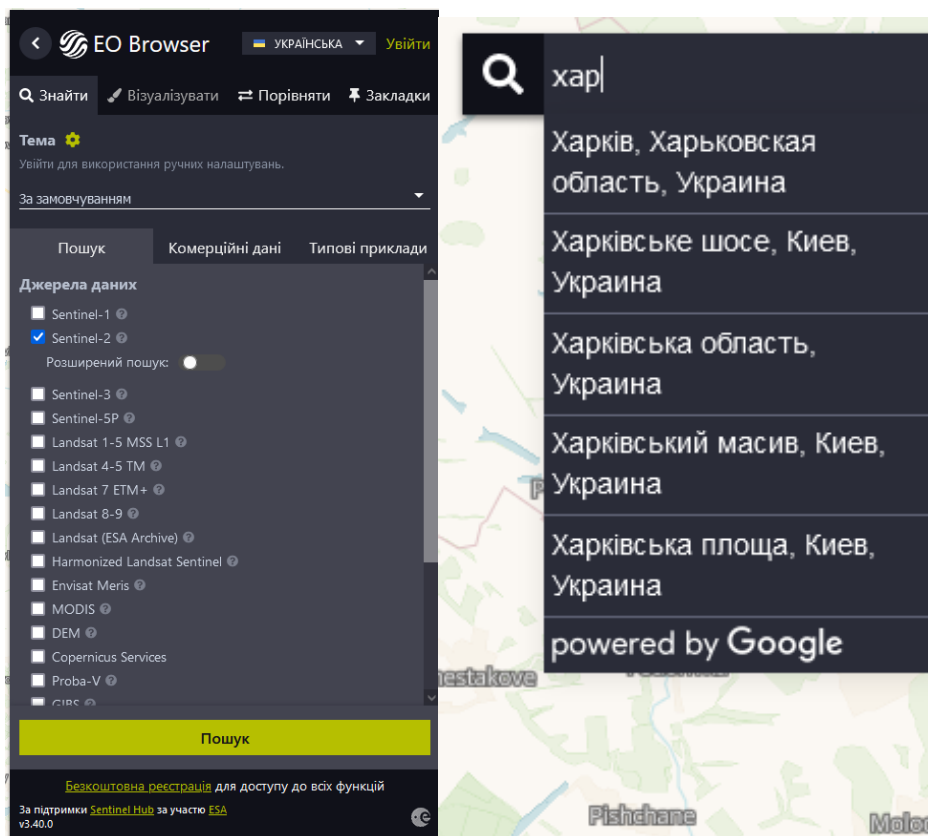 EO Browser
УКРАЇНСЬКА
Увійти
Знайти
Візуалізувати
Порівняти
Закладки
Тема
Увійти для використання ручних налаштувань.
За замовчуванням
Пошук
Комерційні дані
Типові приклади
Джерела даних
Sentinel-1
Sentinel-2
Розширений пошук:
Sentinel-3
Sentinel-5P
Landsat 1-5 MSS L1
Landsat 4-5 TM
Landsat 7 ETM+
Landsat 8-9
Landsat (ESA Archive)
Harmonized Landsat Sentinel
Envisat Meris
MODIS
DEM
Copernicus Services
Proba-V
GIBS
Пошук
Безкоштовна реєстрація для доступу до всіх функцій
За підтримки Sentinel Hub за участю ESA
v3.40.0
хар
Харків, Харьковская
область, Украина
Харківське шосе, Киев,
Украина
Харківська область,
Украина
Харківський масив, Киев,
Украина
Харківська площа, Киев,
Украина
powered by Google
Pishchane